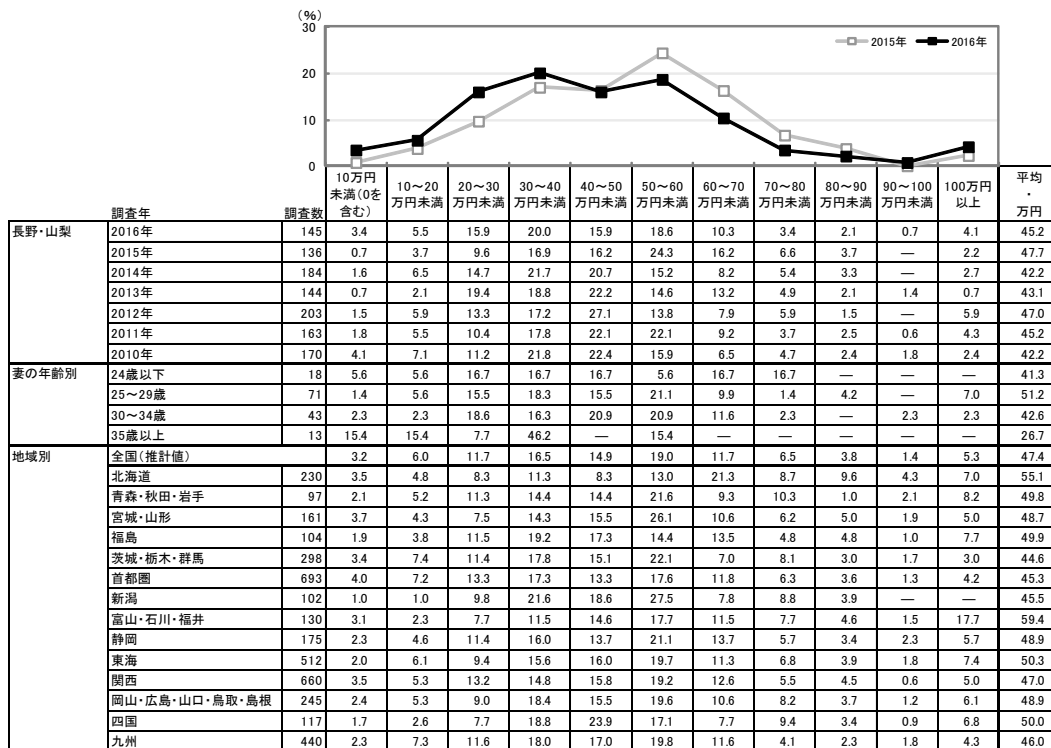 (%)
30
20
10
0
2015年 2016年
調査年 調査数 10万円未満(0を含む) 10～20万円未満 20～30万円未満 30～40万円未満 40～50万円未満 50～60万円未満 60～70万円未満 70～80万円未満 80～90万円未満 90～100万円未満 100万円以上 平均・万円
長野・山梨 2016年 145 3.4 5.5 15.9 20.0 15.9 18.6 10.3 3.4 2.1 0.7 4.1 45.2
2015年 136 0.7 3.7 9.6 16.9 16.2 24.3 16.2 6.6 3.7 — 2.2 47.7
2014年 184 1.6 6.5 14.7 21.7 20.7 15.2 8.2 5.4 3.3 — 2.7 42.2
2013年 144 0.7 2.1 19.4 18.8 22.2 14.6 13.2 4.9 2.1 1.4 0.7 43.1
2012年 203 1.5 5.9 13.3 17.2 27.1 13.8 7.9 5.9 1.5 — 5.9 47.0
2011年 163 1.8 5.5 10.4 17.8 22.1 22.1 9.2 3.7 2.5 0.6 4.3 45.2
2010年 170 4.1 7.1 11.2 21.8 22.4 15.9 6.5 4.7 2.4 1.8 2.4 42.2
妻の年齢別 24歳以下 18 5.6 5.6 16.7 16.7 16.7 5.6 16.7 16.7 — — — 41.3
25～29歳 71 1.4 5.6 15.5 18.3 15.5 21.1 9.9 1.4 4.2 — 7.0 51.2
30～34歳 43 2.3 2.3 18.6 16.3 20.9 20.9 11.6 2.3 — 2.3 2.3 42.6
35歳以上 13 15.4 15.4 7.7 46.2 — 15.4 — — — — — 26.7
地域別 全国(推計値) 3.2 6.0 11.7 16.5 14.9 19.0 11.7 6.5 3.8 1.4 5.3 47.4
北海道 230 3.5 4.8 8.3 11.3 8.3 13.0 21.3 8.7 9.6 4.3 7.0 55.1
青森・秋田・岩手 97 2.1 5.2 11.3 14.4 14.4 21.6 9.3 10.3 1.0 2.1 8.2 49.8
宮城・山形 161 3.7 4.3 7.5 14.3 15.5 26.1 10.6 6.2 5.0 1.9 5.0 48.7
福島 104 1.9 3.8 11.5 19.2 17.3 14.4 13.5 4.8 4.8 1.0 7.7 49.9
茨城・栃木・群馬 298 3.4 7.4 11.4 17.8 15.1 22.1 7.0 8.1 3.0 1.7 3.0 44.6
首都圏 693 4.0 7.2 13.3 17.3 13.3 17.6 11.8 6.3 3.6 1.3 4.2 45.3
新潟 102 1.0 1.0 9.8 21.6 18.6 27.5 7.8 8.8 3.9 — — 45.5
富山・石川・福井 130 3.1 2.3 7.7 11.5 14.6 17.7 11.5 7.7 4.6 1.5 17.7 59.4
静岡 175 2.3 4.6 11.4 16.0 13.7 21.1 13.7 5.7 3.4 2.3 5.7 48.9
東海 512 2.0 6.1 9.4 15.6 16.0 19.7 11.3 6.8 3.9 1.8 7.4 50.3
関西 660 3.5 5.3 13.2 14.8 15.8 19.2 12.6 5.5 4.5 0.6 5.0 47.0
岡山・広島・山口・鳥取・島根 245 2.4 5.3 9.0 18.4 15.5 19.6 10.6 8.2 3.7 1.2 6.1 48.9
四国 117 1.7 2.6 7.7 18.8 23.9 17.1 7.7 9.4 3.4 0.9 6.8 50.0
九州 440 2.3 7.3 11.6 18.0 17.0 19.8 11.6 4.1 2.3 1.8 4.3 46.0